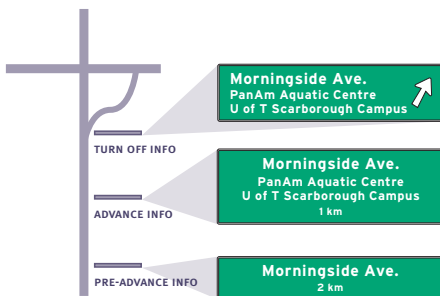 Morningside Ave.
PanAm Aquatic Centre
U of T Scarborough Campus
TURN OFF INFO
Morningside Ave.
PanAm Aquatic Centre
U of T Scarborough Campus
1 km
ADVANCE INFO
Morningside Ave.
2 km
PRE-ADVANCE INFO